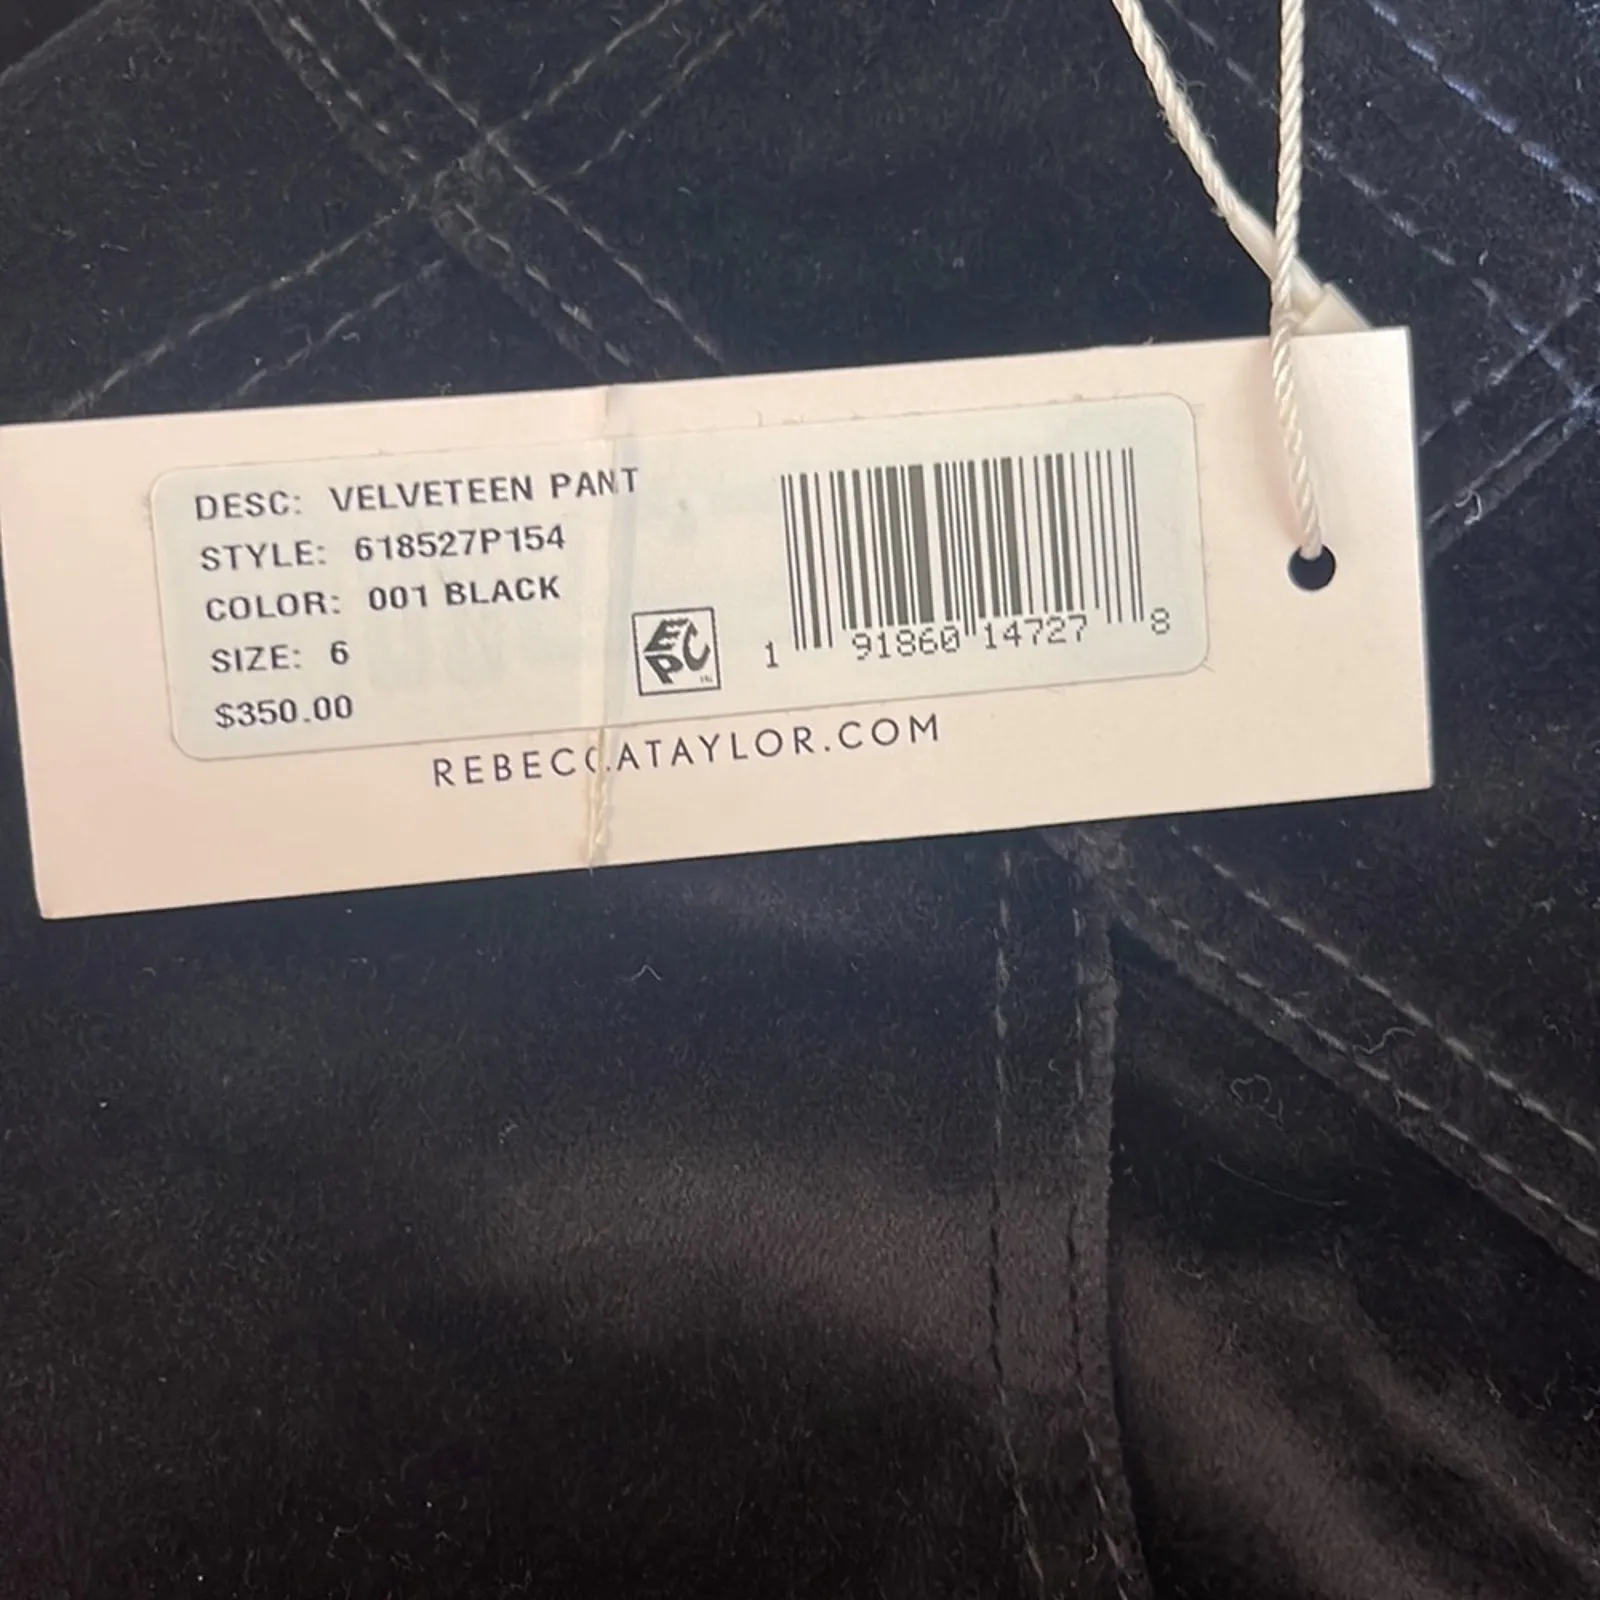 DESC: VELVETEEN PANT
STYLE: 618527P154
COLOR: 001 BLACK
SIZE: 6
$350.00
EPC
1 91860 14727 8
REBECCATAYLOR.COM